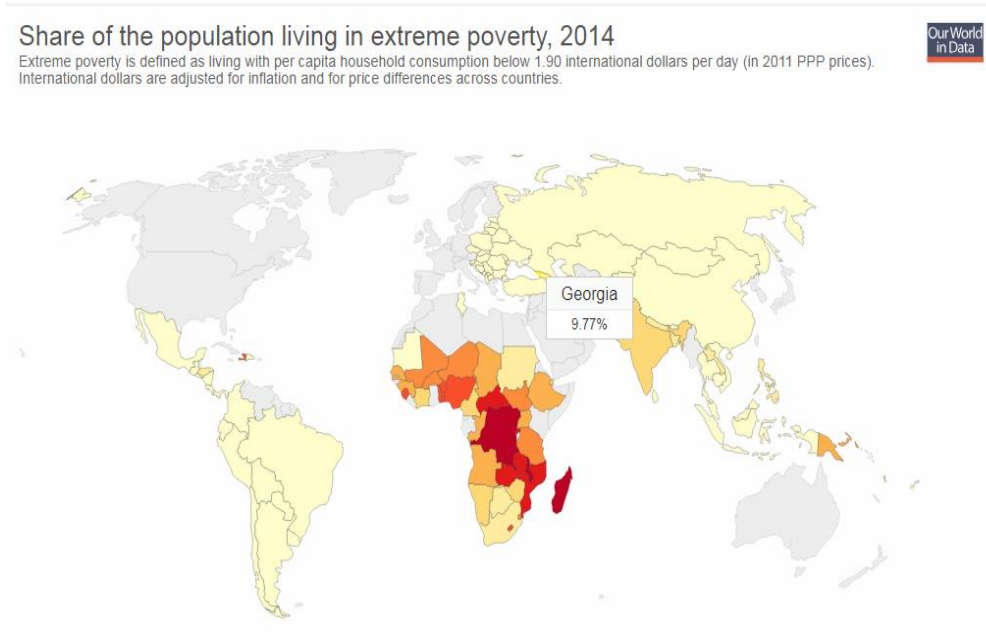 Share of the population living in extreme poverty, 2014
Our World
in Data
Extreme poverty is defined as living with per capita household consumption below 1.90 international dollars per day (in 2011 PPP prices).
International dollars are adjusted for inflation and for price differences across countries.
Georgia
9.77%